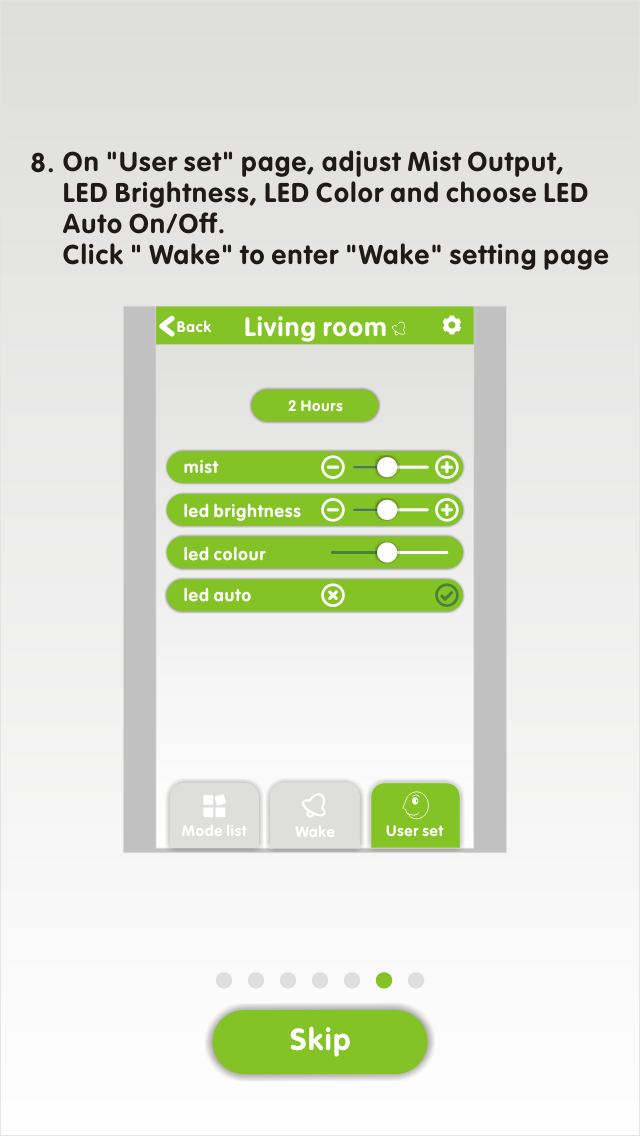 8. On "User set" page, adjust Mist Output,
LED Brightness, LED Color and choose LED
Auto On/Off.
Click " Wake" to enter "Wake" setting page
Back Living room
2 Hours
mist
led brightness
led colour
led auto
Mode list Wake User set
Skip